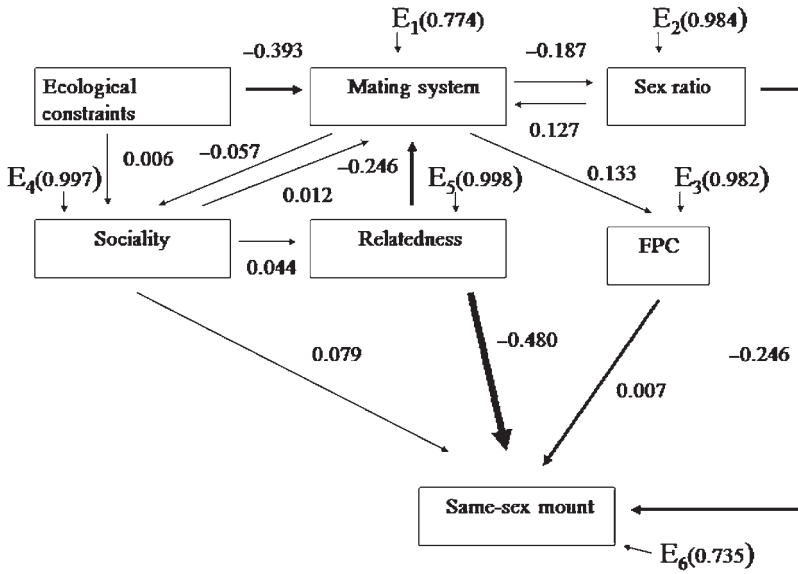 E1(0.774)
E2(0.984)
−0.393
−0.187
Ecological
constraints
Mating system
Sex ratio
0.127
0.006
−0.057
−0.246
0.133
E4(0.997)
0.012
E5(0.998)
E3(0.982)
Sociality
Relatedness
FPC
0.044
0.079
−0.480
−0.246
0.007
Same-sex mount
E6(0.735)